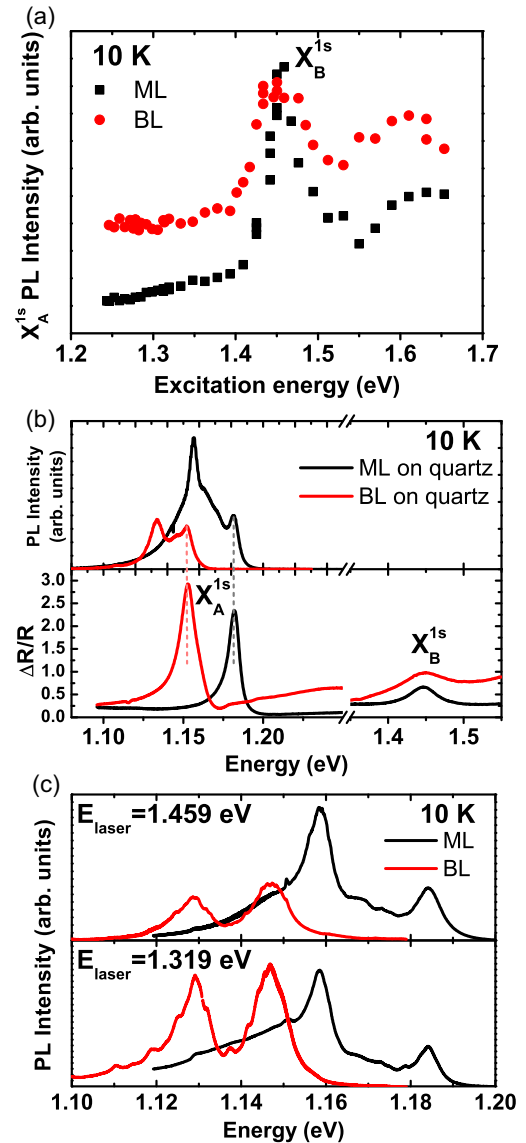 (a)
10 K
ML
BL
X_B^1s
X_A^1s PL Intensity (arb. units)
1.2 1.3 1.4 1.5 1.6 1.7
Excitation energy (eV)
(b)
10 K
ML on quartz
BL on quartz
PL Intensity
(arb. units)
3.0
2.5
2.0
1.5
1.0
0.5
0.0
ΔR/R
X_A^1s
X_B^1s
1.10 1.15 1.20 1.4 1.5
Energy (eV)
(c)
E_laser=1.459 eV
10 K
ML
BL
E_laser=1.319 eV
PL Intensity (arb. units)
1.10 1.12 1.14 1.16 1.18 1.20
Energy (eV)